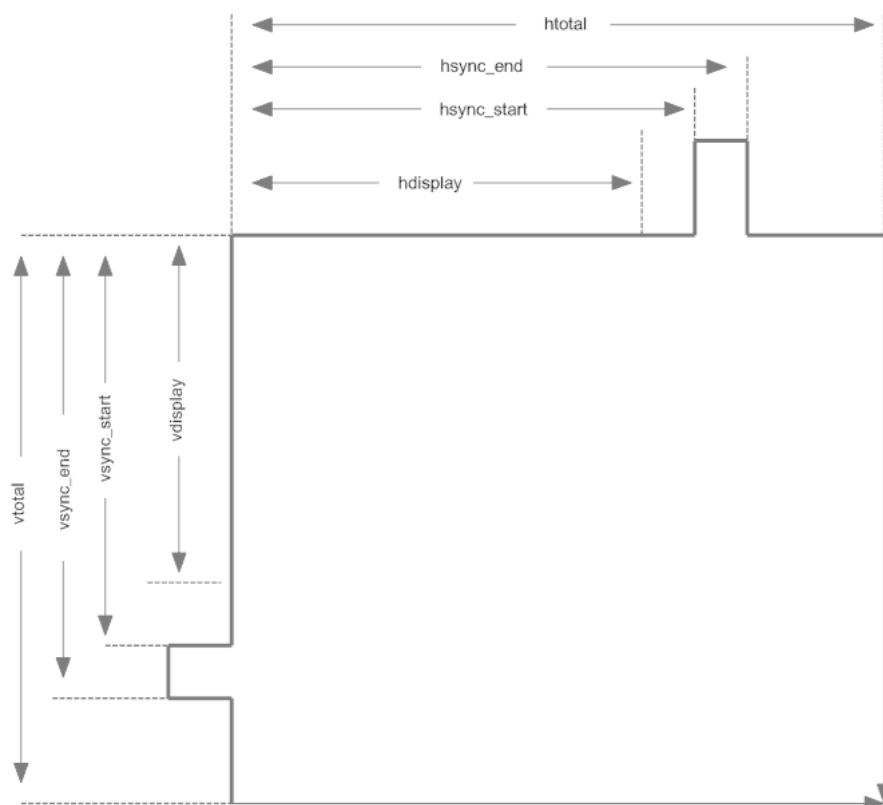 htotal
hsync_end
hsync_start
hdisplay
vdisplay
vsync_start
vsync_end
vtotal